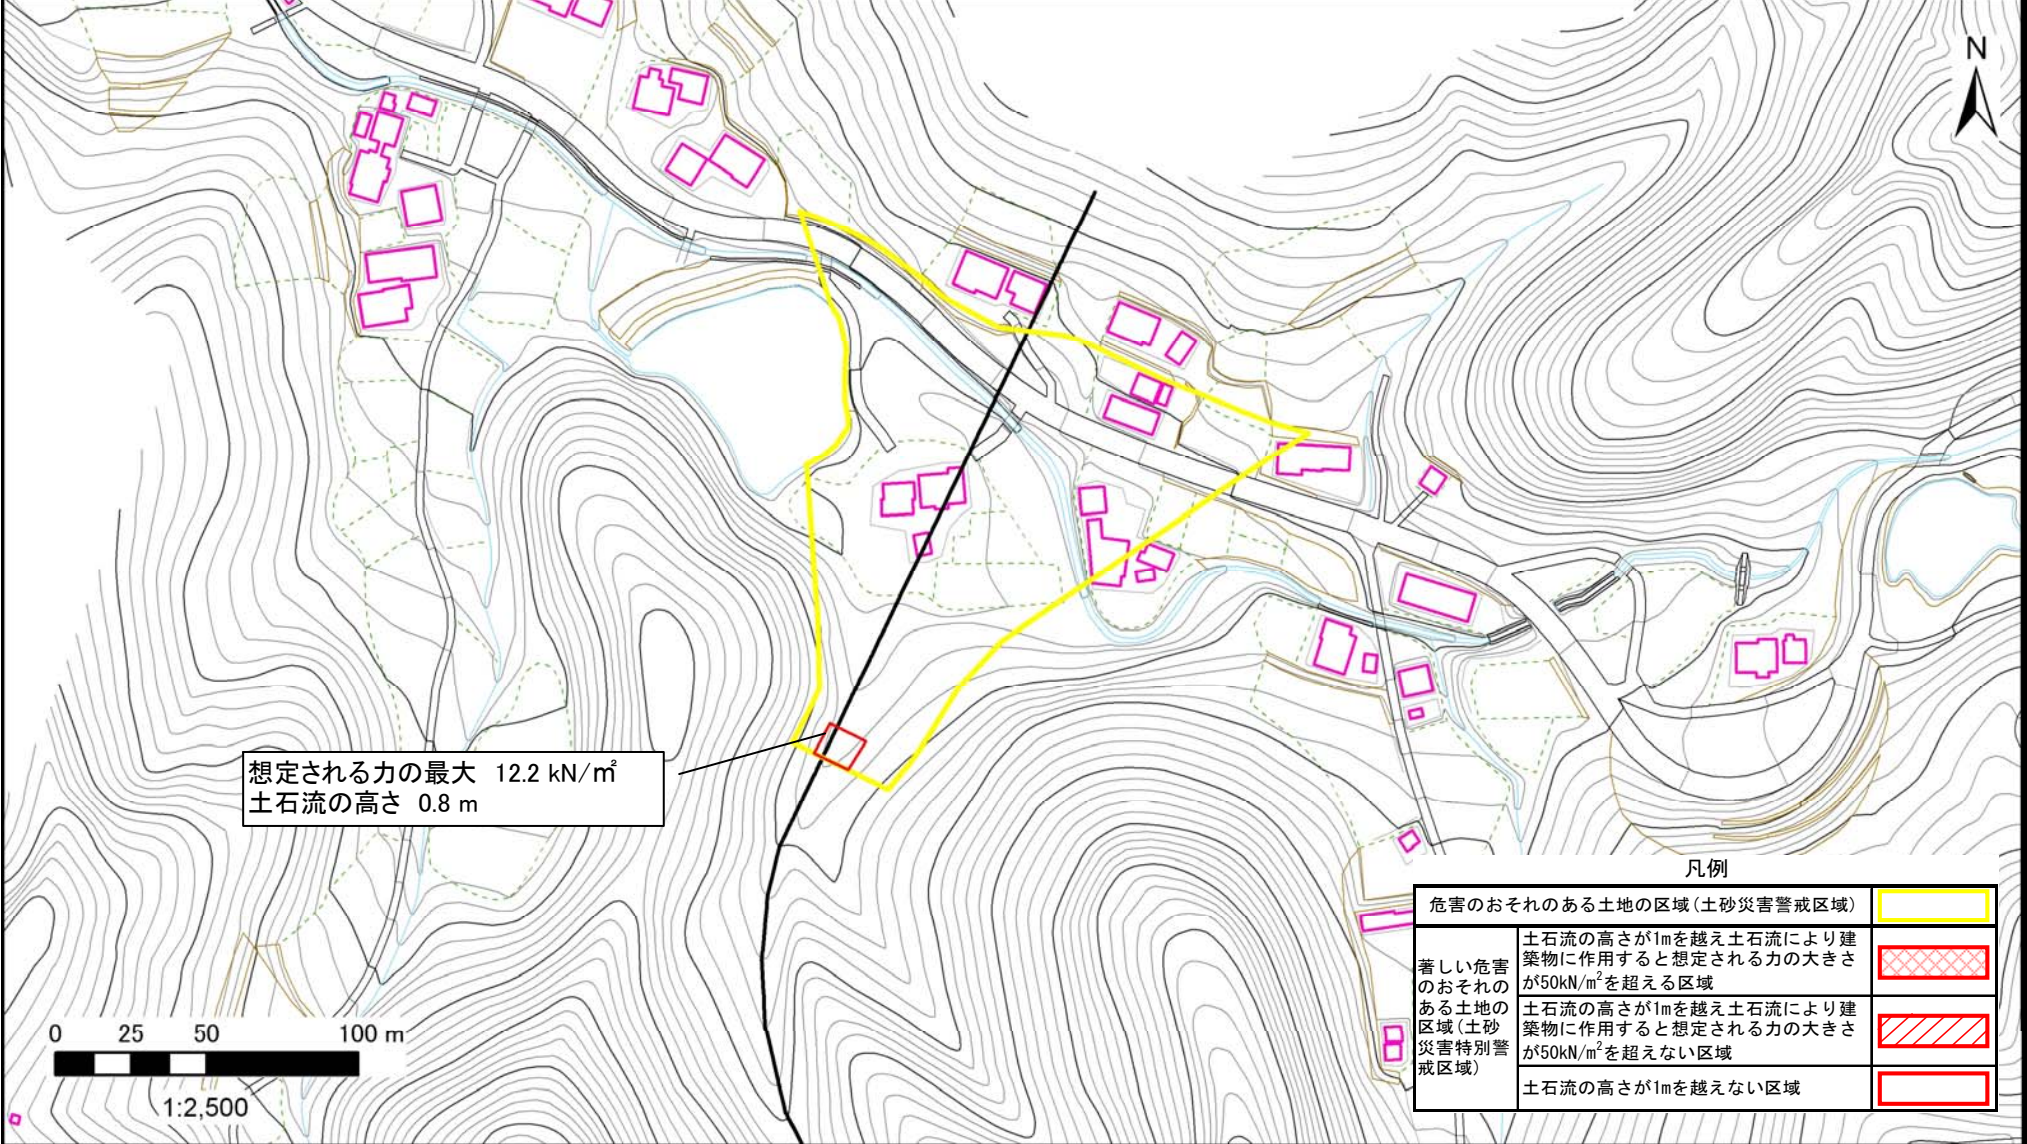 N
想定される力の最大 12.2 kN/㎡
土石流の高さ 0.8 m
0 25 50 100 m
1:2,500
凡例
危害のおそれのある土地の区域(土砂災害警戒区域)
著しい危害
のおそれの
ある土地の
区域(土砂
災害特別警
戒区域)
土石流の高さが1mを越え土石流により建
築物に作用すると想定される力の大きさ
が50kN/m²を超える区域
土石流の高さが1mを越え土石流により建
築物に作用すると想定される力の大きさ
が50kN/m²を超えない区域
土石流の高さが1mを越えない区域